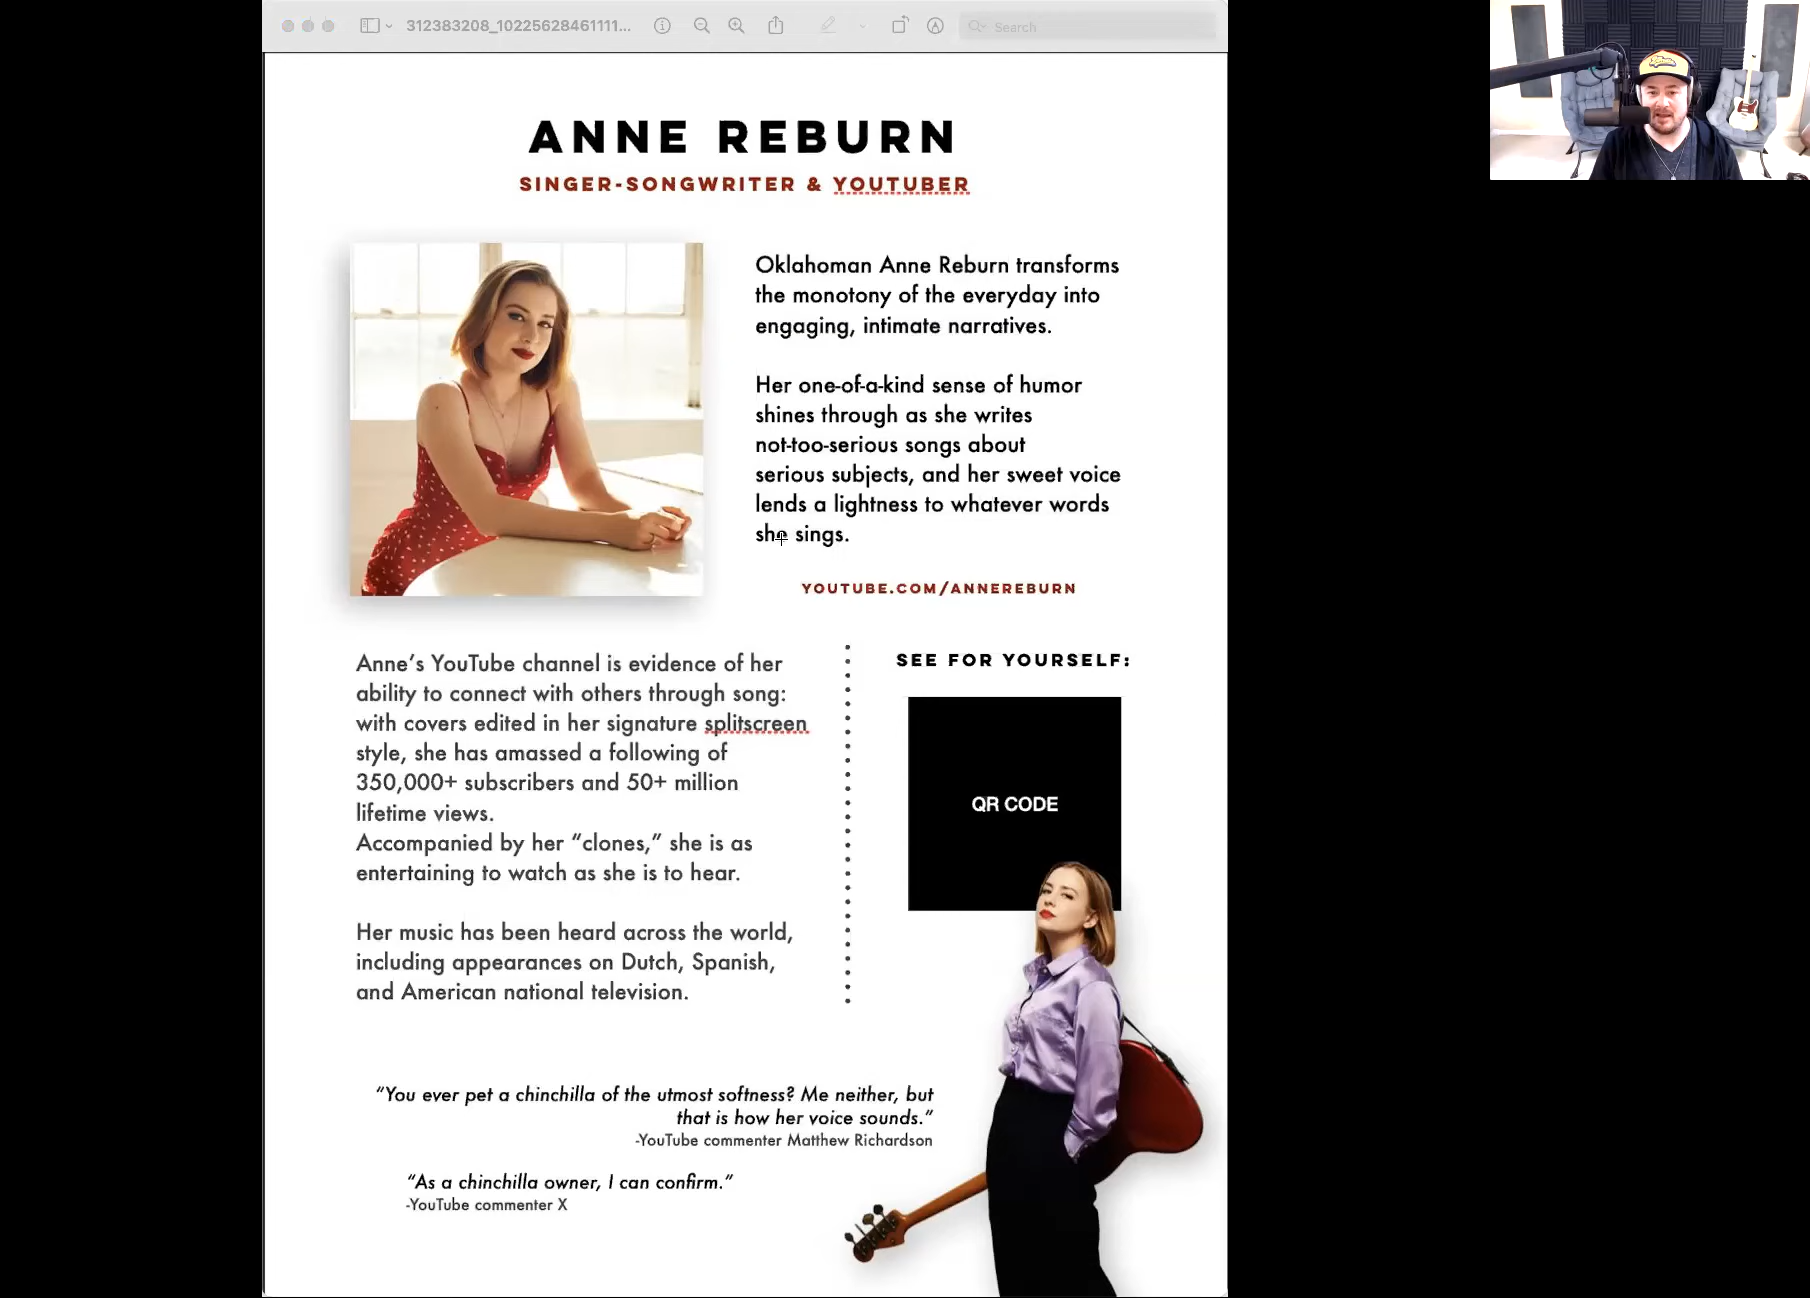 312383208_10225628461111...
Search
ANNE REBURN
SINGER-SONGWRITER & YOUTUBER
Oklahoman Anne Reburn transforms
the monotony of the everyday into
engaging, intimate narratives.
Her one-of-a-kind sense of humor
shines through as she writes
not-too-serious songs about
serious subjects, and her sweet voice
lends a lightness to whatever words
she sings.
YOUTUBE.COM/ANNEREBURN
Anne’s YouTube channel is evidence of her
ability to connect with others through song:
with covers edited in her signature splitscreen
style, she has amassed a following of
350,000+ subscribers and 50+ million
lifetime views.
Accompanied by her “clones,” she is as
entertaining to watch as she is to hear.
Her music has been heard across the world,
including appearances on Dutch, Spanish,
and American national television.
SEE FOR YOURSELF:
QR CODE
“You ever pet a chinchilla of the utmost softness? Me neither, but
that is how her voice sounds.”
-YouTube commenter Matthew Richardson
“As a chinchilla owner, I can confirm.”
-YouTube commenter X